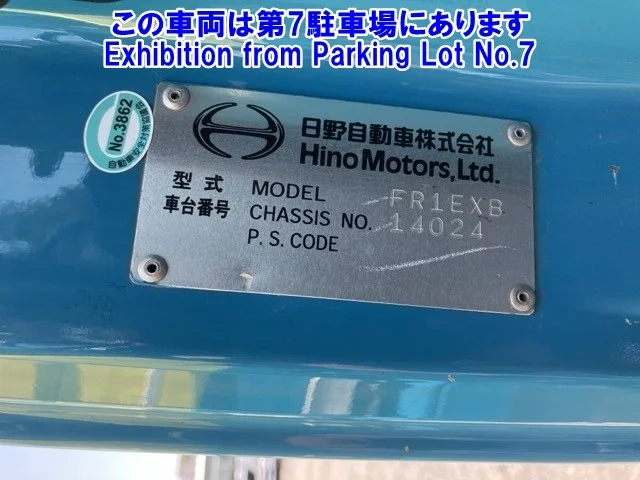 この車両は第7駐車場にあります
Exhibition from Parking Lot No.7
No.3862
日野自動車株式会社
Hino Motors, Ltd.
型式 MODEL FR1EXB
車台番号 CHASSIS NO. 14024
P.S.CODE